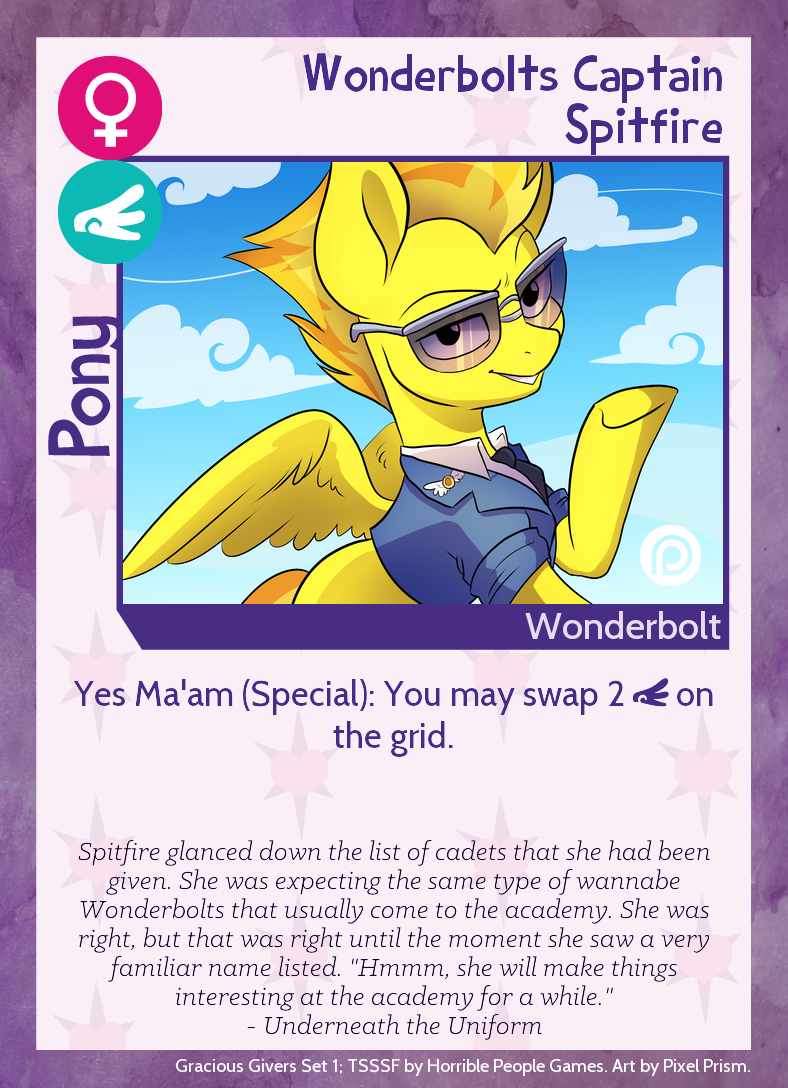 Wonderbolts Captain
Spitfire
Pony
Wonderbolt
Yes Ma'am (Special): You may swap 2 on
the grid.
Spitfire glanced down the list of cadets that she had been
given. She was expecting the same type of wannabe
Wonderbolts that usually come to the academy. She was
right, but that was right until the moment she saw a very
familiar name listed. "Hmmm, she will make things
interesting at the academy for a while."
- Underneath the Uniform
Gracious Givers Set 1; TSSSF by Horrible People Games. Art by Pixel Prism.